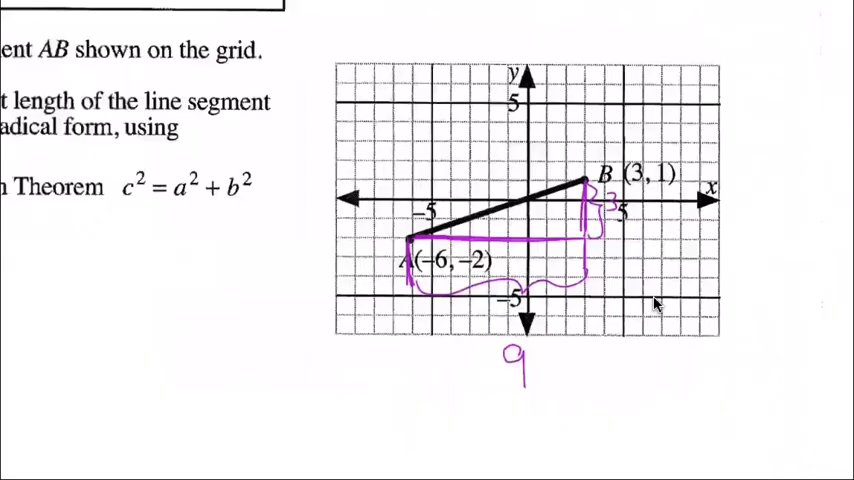 ent AB shown on the grid.
t length of the line segment
adical form, using
n Theorem c² = a² + b²
y
5
B (3, 1)
x
3
-5
5
A(-6, -2)
-5
9